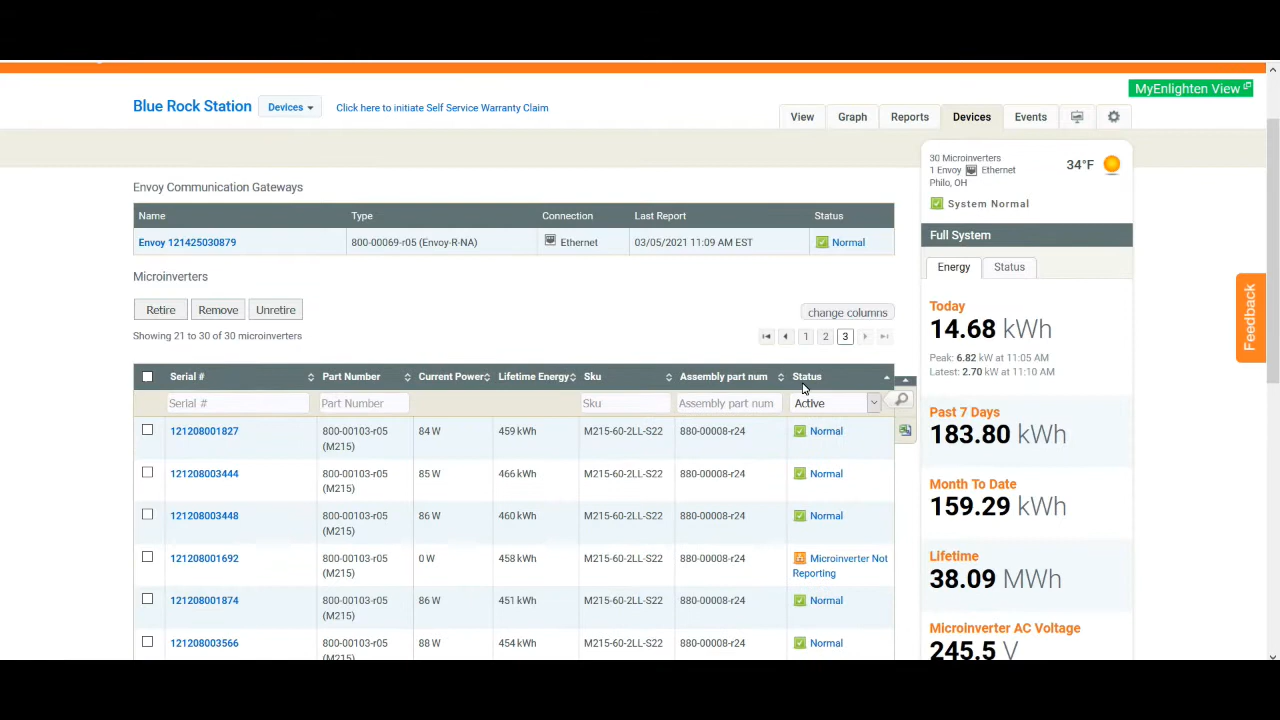 MyEnlighten View
Blue Rock Station
Devices
Click here to initiate Self Service Warranty Claim
View
Graph
Reports
Devices
Events
30 Microinverters
1 Envoy Ethernet
Philo, OH
34°F
System Normal
Envoy Communication Gateways
Name Type Connection Last Report Status
Envoy 121425030879 800-00069-r05 (Envoy-R-NA) Ethernet 03/05/2021 11:09 AM EST Normal
Microinverters
Retire Remove Unretire
change columns
Showing 21 to 30 of 30 microinverters
1 2 3
Serial # Part Number Current Power Lifetime Energy Sku Assembly part num Status
Serial # Part Number Sku Assembly part num Active
121208001827 800-00103-r05 84 W 459 kWh M215-60-2LL-S22 880-00008-r24 Normal
(M215)
121208003444 800-00103-r05 85 W 466 kWh M215-60-2LL-S22 880-00008-r24 Normal
(M215)
121208003448 800-00103-r05 86 W 460 kWh M215-60-2LL-S22 880-00008-r24 Normal
(M215)
121208001692 800-00103-r05 0 W 458 kWh M215-60-2LL-S22 880-00008-r24 Microinverter Not
(M215) Reporting
121208001874 800-00103-r05 86 W 451 kWh M215-60-2LL-S22 880-00008-r24 Normal
(M215)
121208003566 800-00103-r05 88 W 454 kWh M215-60-2LL-S22 880-00008-r24 Normal
(M215)
Full System
Energy Status
Today
14.68 kWh
Peak: 6.82 kW at 11:05 AM
Latest: 2.70 kW at 11:10 AM
Past 7 Days
183.80 kWh
Month To Date
159.29 kWh
Lifetime
38.09 MWh
Microinverter AC Voltage
245.5 V
Feedback